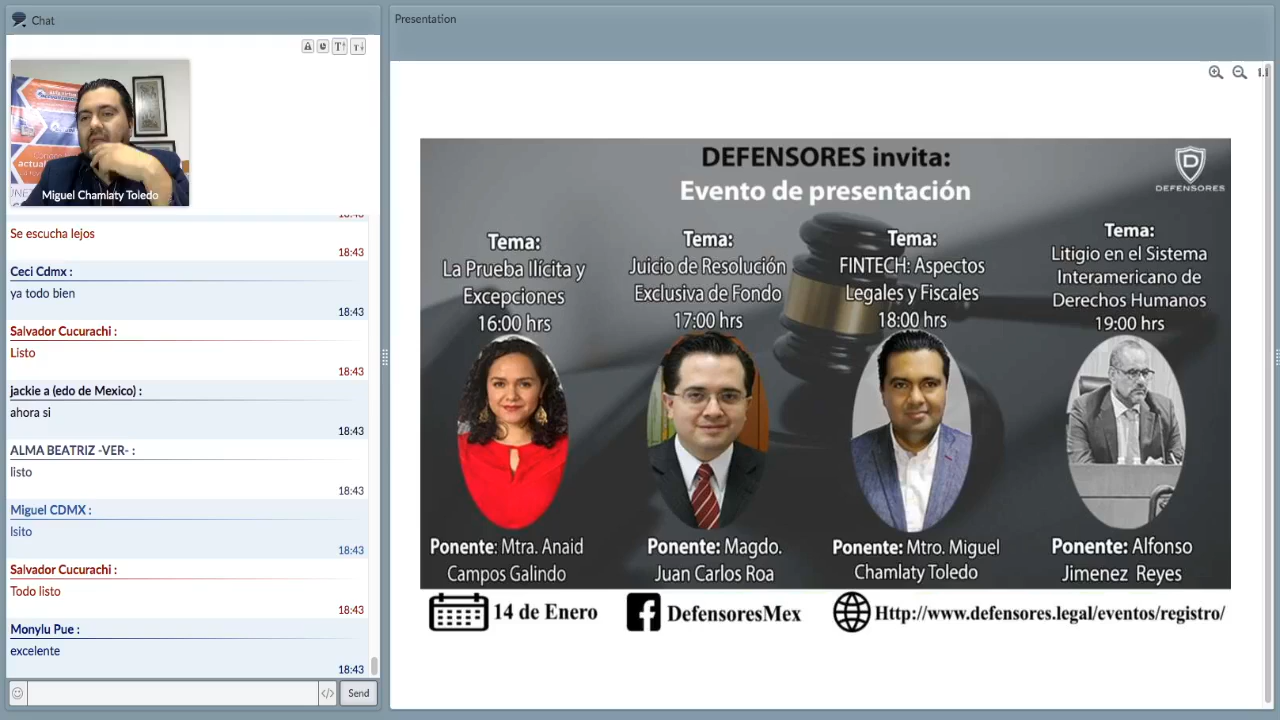 Chat
Miguel Chamlaty Toledo
18:43
Se escucha lejos
18:43
Ceci Cdmx :
ya todo bien
18:43
Salvador Cucurachi :
Listo
18:43
jackie a (edo de Mexico) :
ahora si
18:43
ALMA BEATRIZ -VER- :
listo
18:43
Miguel CDMX :
lsito
18:43
Salvador Cucurachi :
Todo listo
18:43
Monylu Pue :
excelente
18:43
Send
Presentation
DEFENSORES invita:
Evento de presentación
D
DEFENSORES
Tema:
La Prueba Ilícita y
Excepciones
16:00 hrs
Tema:
Juicio de Resolución
Exclusiva de Fondo
17:00 hrs
Tema:
FINTECH: Aspectos
Legales y Fiscales
18:00 hrs
Tema:
Litigio en el Sistema
Interamericano de
Derechos Humanos
19:00 hrs
Ponente: Mtra. Anaid
Campos Galindo
Ponente: Magdo.
Juan Carlos Roa
Ponente: Mtro. Miguel
Chamlaty Toledo
Ponente: Alfonso
Jimenez Reyes
14 de Enero
DefensoresMex
Http://www.defensores.legal/eventos/registro/